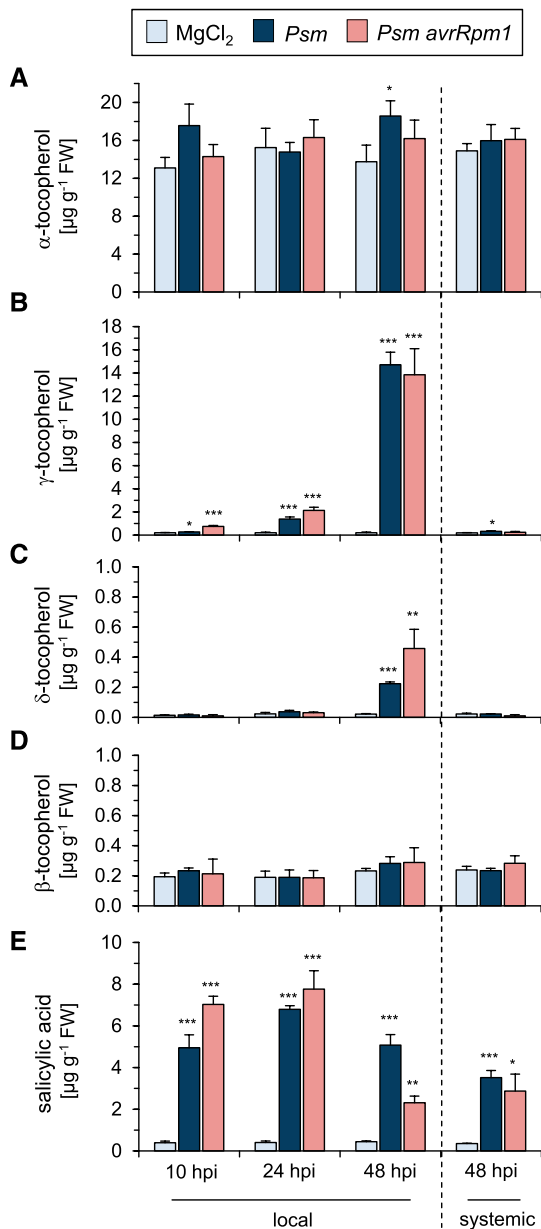 MgCl₂ Psm Psm avrRpm1
A
α-tocopherol
[µg g⁻¹ FW]
20
16
12
8
4
0
*
B
γ-tocopherol
[µg g⁻¹ FW]
18
16
14
12
10
8
6
4
2
0
* *** *** *** *** *** *
C
δ-tocopherol
[µg g⁻¹ FW]
1.0
0.8
0.6
0.4
0.2
0.0
*** **
D
β-tocopherol
[µg g⁻¹ FW]
1.0
0.8
0.6
0.4
0.2
0.0
E
salicylic acid
[µg g⁻¹ FW]
10
8
6
4
2
0
*** *** *** *** *** ** *** *
10 hpi 24 hpi 48 hpi 48 hpi
local systemic